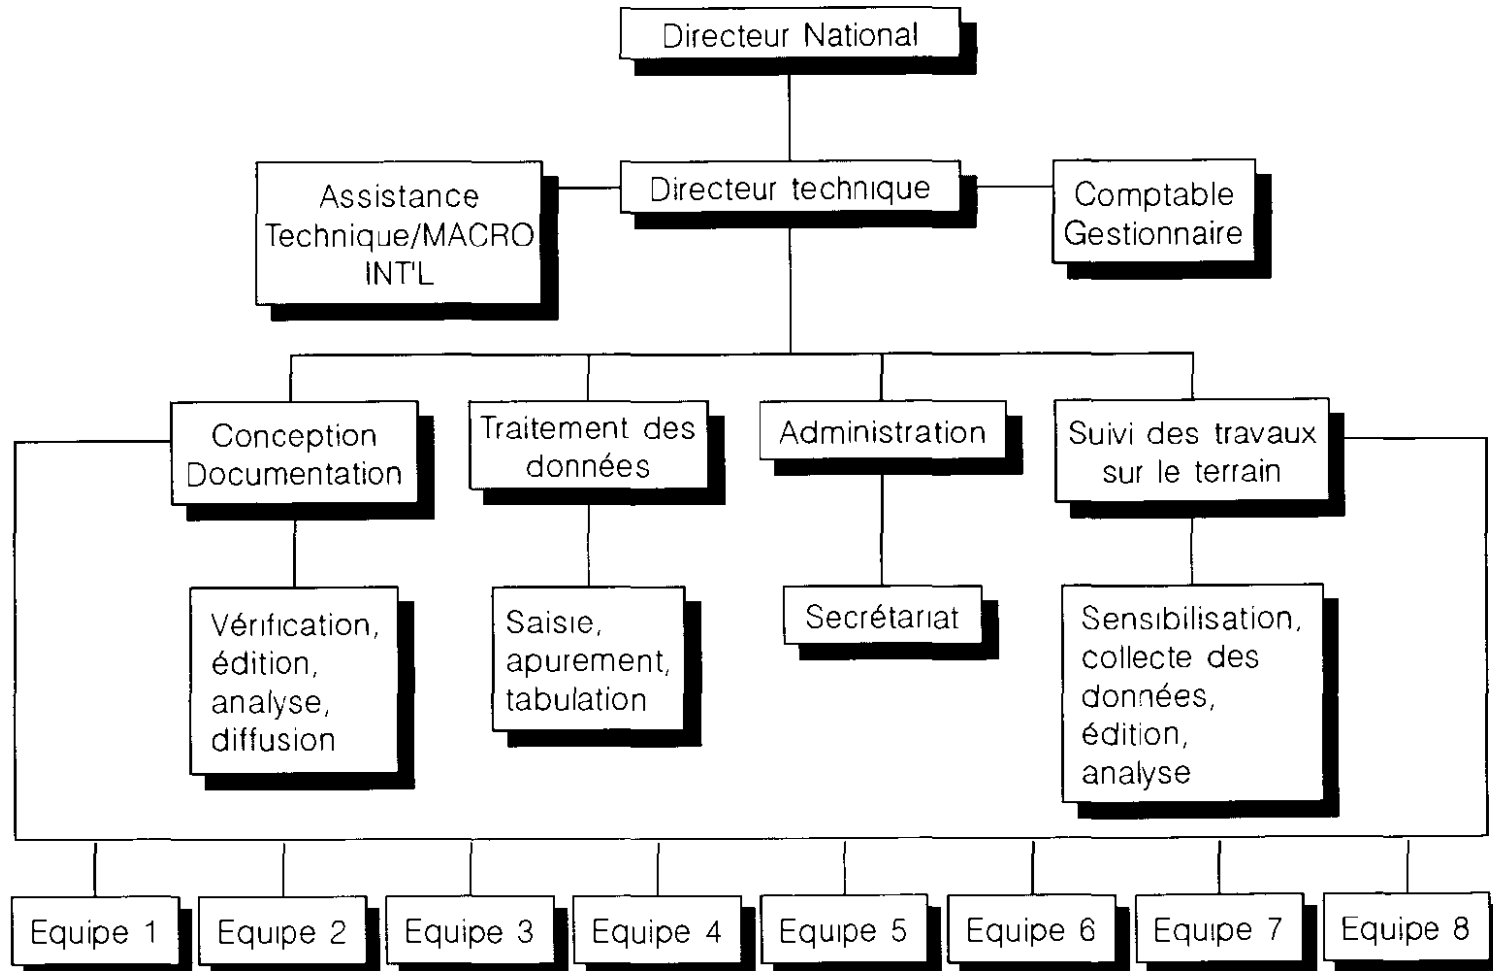 Directeur National
Assistance
Technique/MACRO
INT'L
Directeur technique
Comptable
Gestionnaire
Conception
Documentation
Traitement des
données
Administration
Suivi des travaux
sur le terrain
Vérification,
édition,
analyse,
diffusion
Saisie,
apurement,
tabulation
Secrétariat
Sensibilisation,
collecte des
données,
édition,
analyse
Equipe 1
Equipe 2
Equipe 3
Equipe 4
Equipe 5
Equipe 6
Equipe 7
Equipe 8